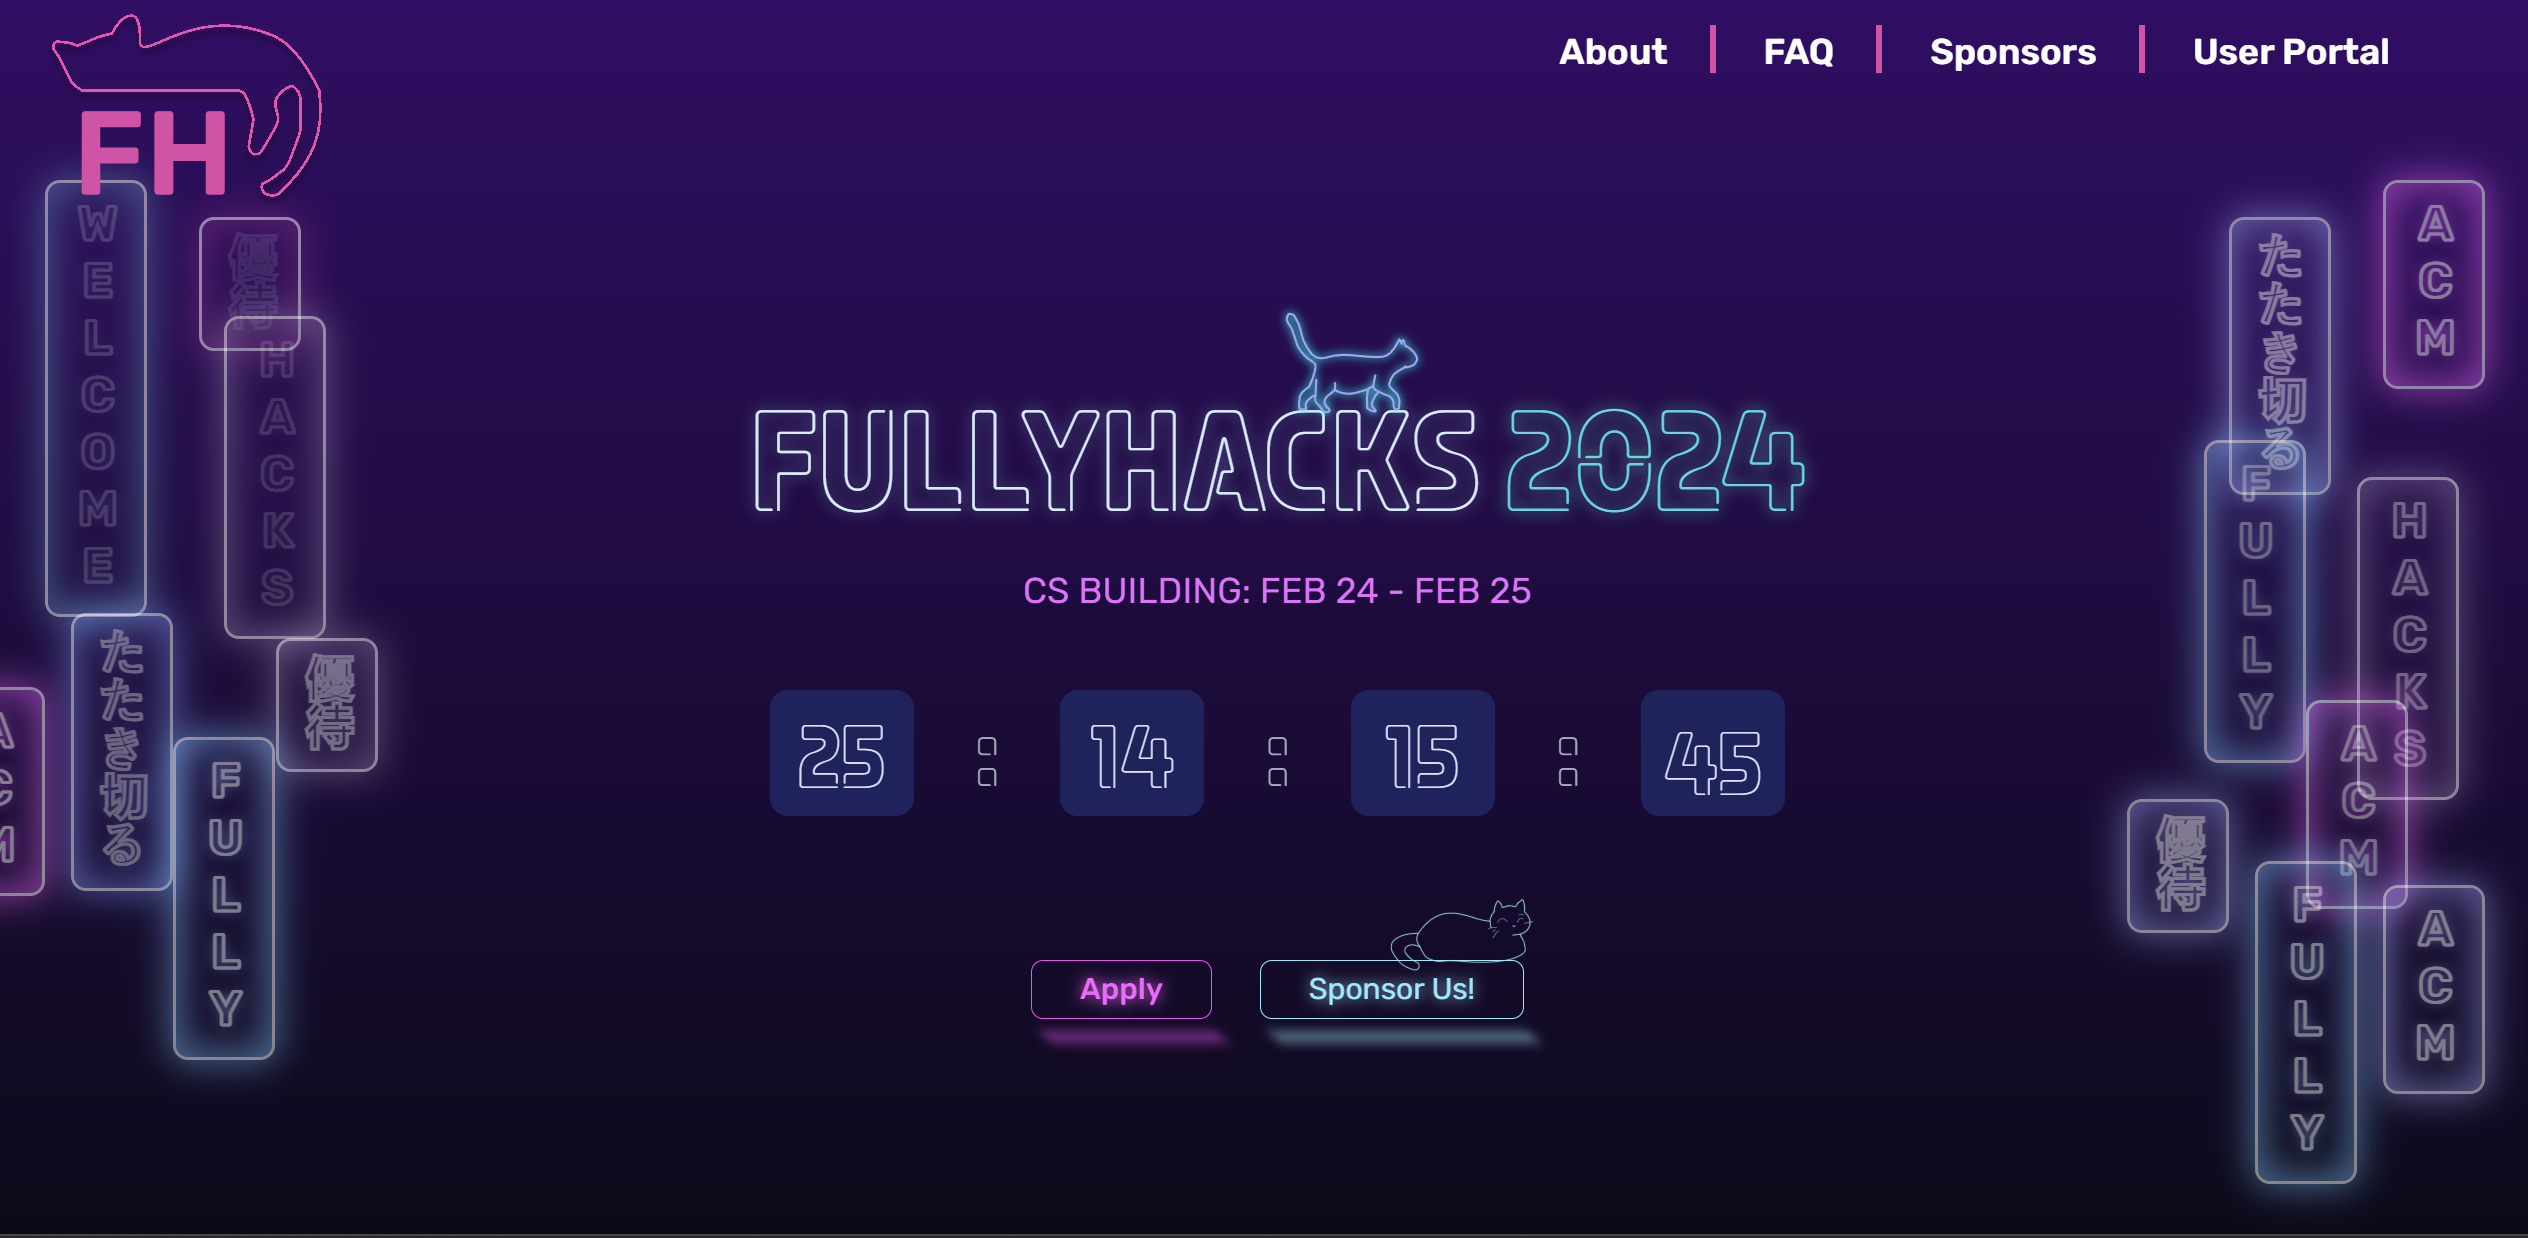 FH
About
FAQ
Sponsors
User Portal
WELCOME
優待
HACKS
たたき切る
優待
FULLY
ACM
FULLYHACKS 2024
CS BUILDING: FEB 24 - FEB 25
25 : 14 : 15 : 45
Apply
Sponsor Us!
たたき切る
ACM
FULLY
HACKS
ACM
優待
FULLY
ACM